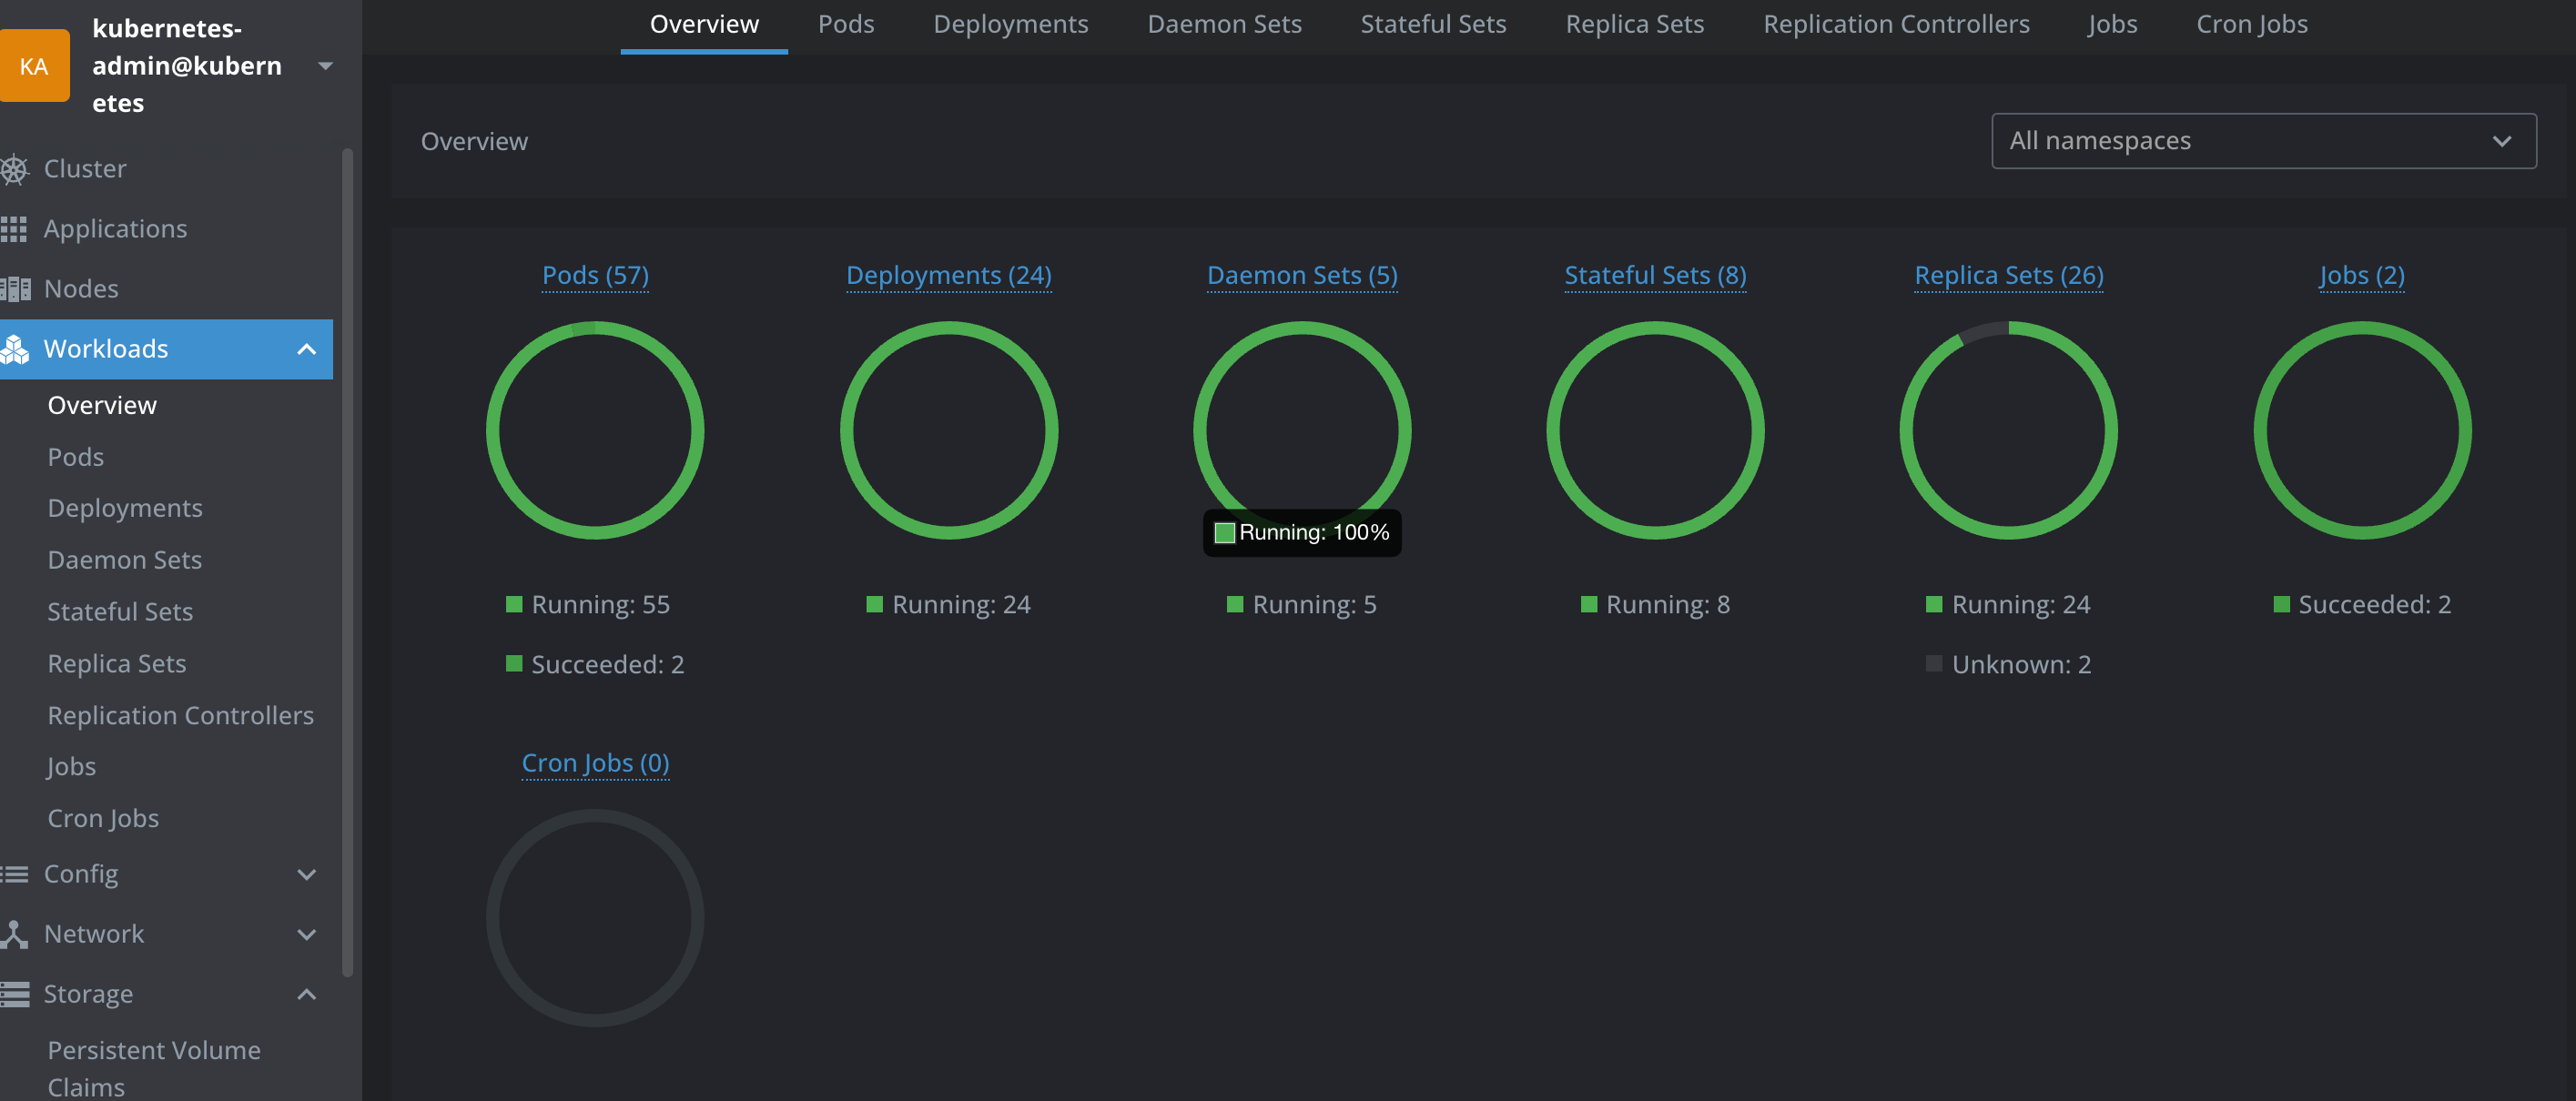 KA
kubernetes-
admin@kubern
etes
Cluster
Applications
Nodes
Workloads
Overview
Pods
Deployments
Daemon Sets
Stateful Sets
Replica Sets
Replication Controllers
Jobs
Cron Jobs
Config
Network
Storage
Persistent Volume
Claims
Overview Pods Deployments Daemon Sets Stateful Sets Replica Sets Replication Controllers Jobs Cron Jobs
Overview
All namespaces
Pods (57)
Running: 55
Succeeded: 2
Deployments (24)
Running: 24
Daemon Sets (5)
Running: 100%
Running: 5
Stateful Sets (8)
Running: 8
Replica Sets (26)
Running: 24
Unknown: 2
Jobs (2)
Succeeded: 2
Cron Jobs (0)